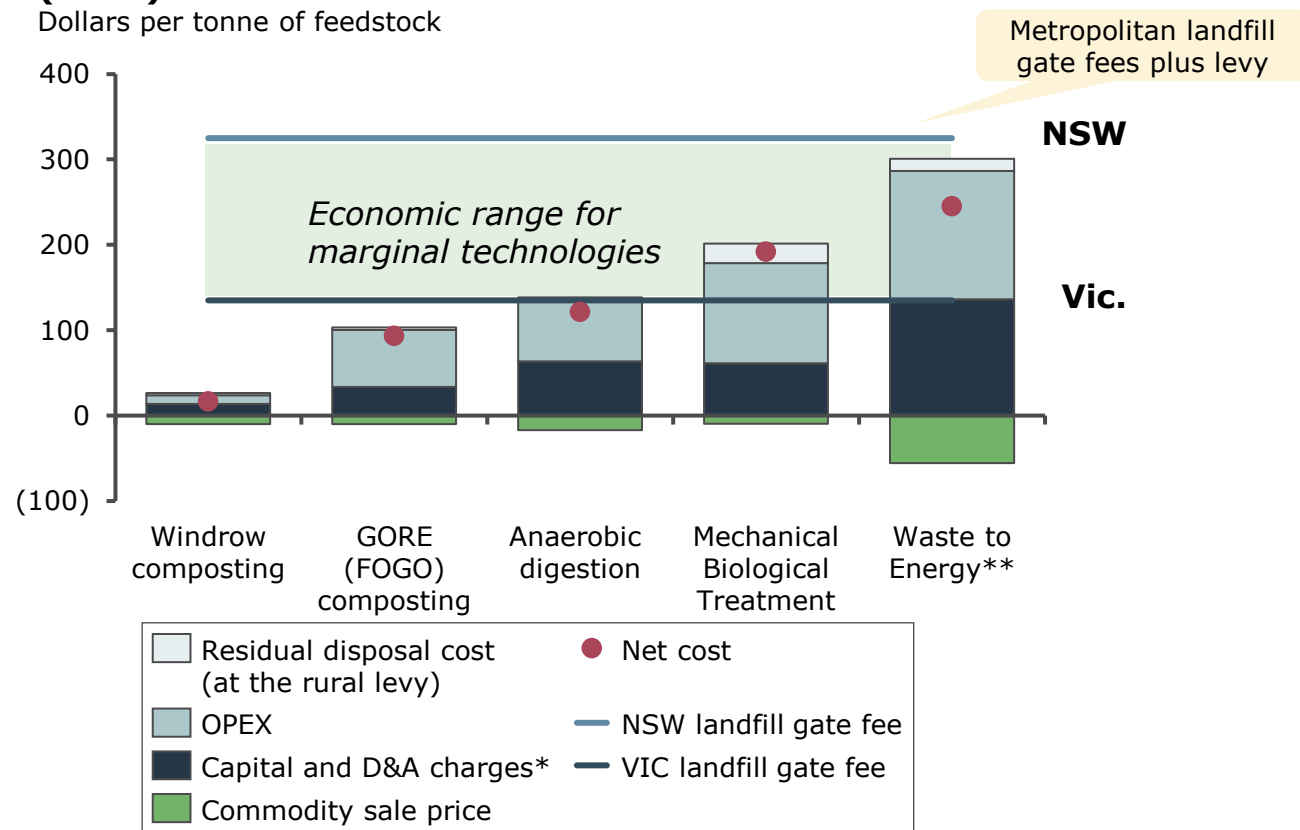 Dollars per tonne of feedstock
Metropolitan landfill
gate fees plus levy
400
300
200
100
0
(100)
NSW
Economic range for
marginal technologies
Vic.
Windrow
composting
GORE
(FOGO)
composting
Anaerobic
digestion
Mechanical
Biological
Treatment
Waste to
Energy**
Residual disposal cost
(at the rural levy)
OPEX
Capital and D&A charges*
Commodity sale price
Net cost
NSW landfill gate fee
VIC landfill gate fee